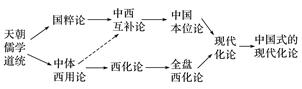 天朝
儒学
道统
国粹论
中西
互补论
中国
本位论
现代
化论
中国式的
现代化论
中体
西用论
西化论
全盘
西化论